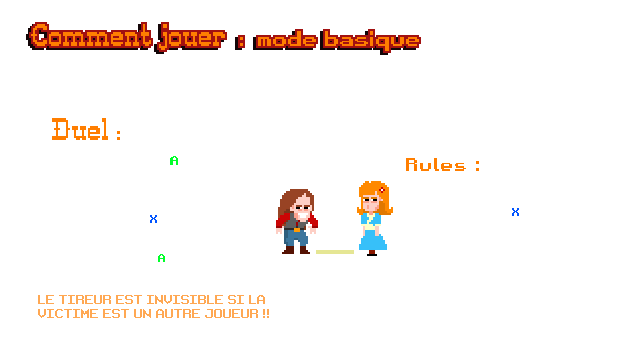 Comment jouer : mode basique
Duel :
A
Rules :
X
X
A
LE TIREUR EST INVISIBLE SI LA
VICTIME EST UN AUTRE JOUEUR !!